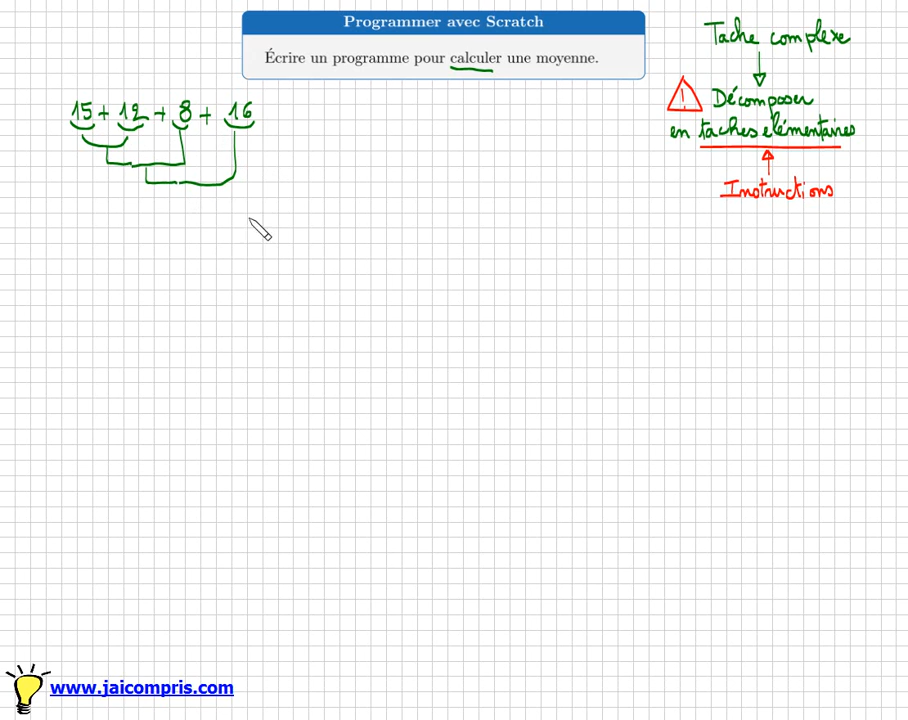 Programmer avec Scratch
Écrire un programme pour calculer une moyenne.
15 + 12 + 8 + 16
Tache complexe
! Décomposer
en taches elémentaires
Instructions
www.jaicompris.com